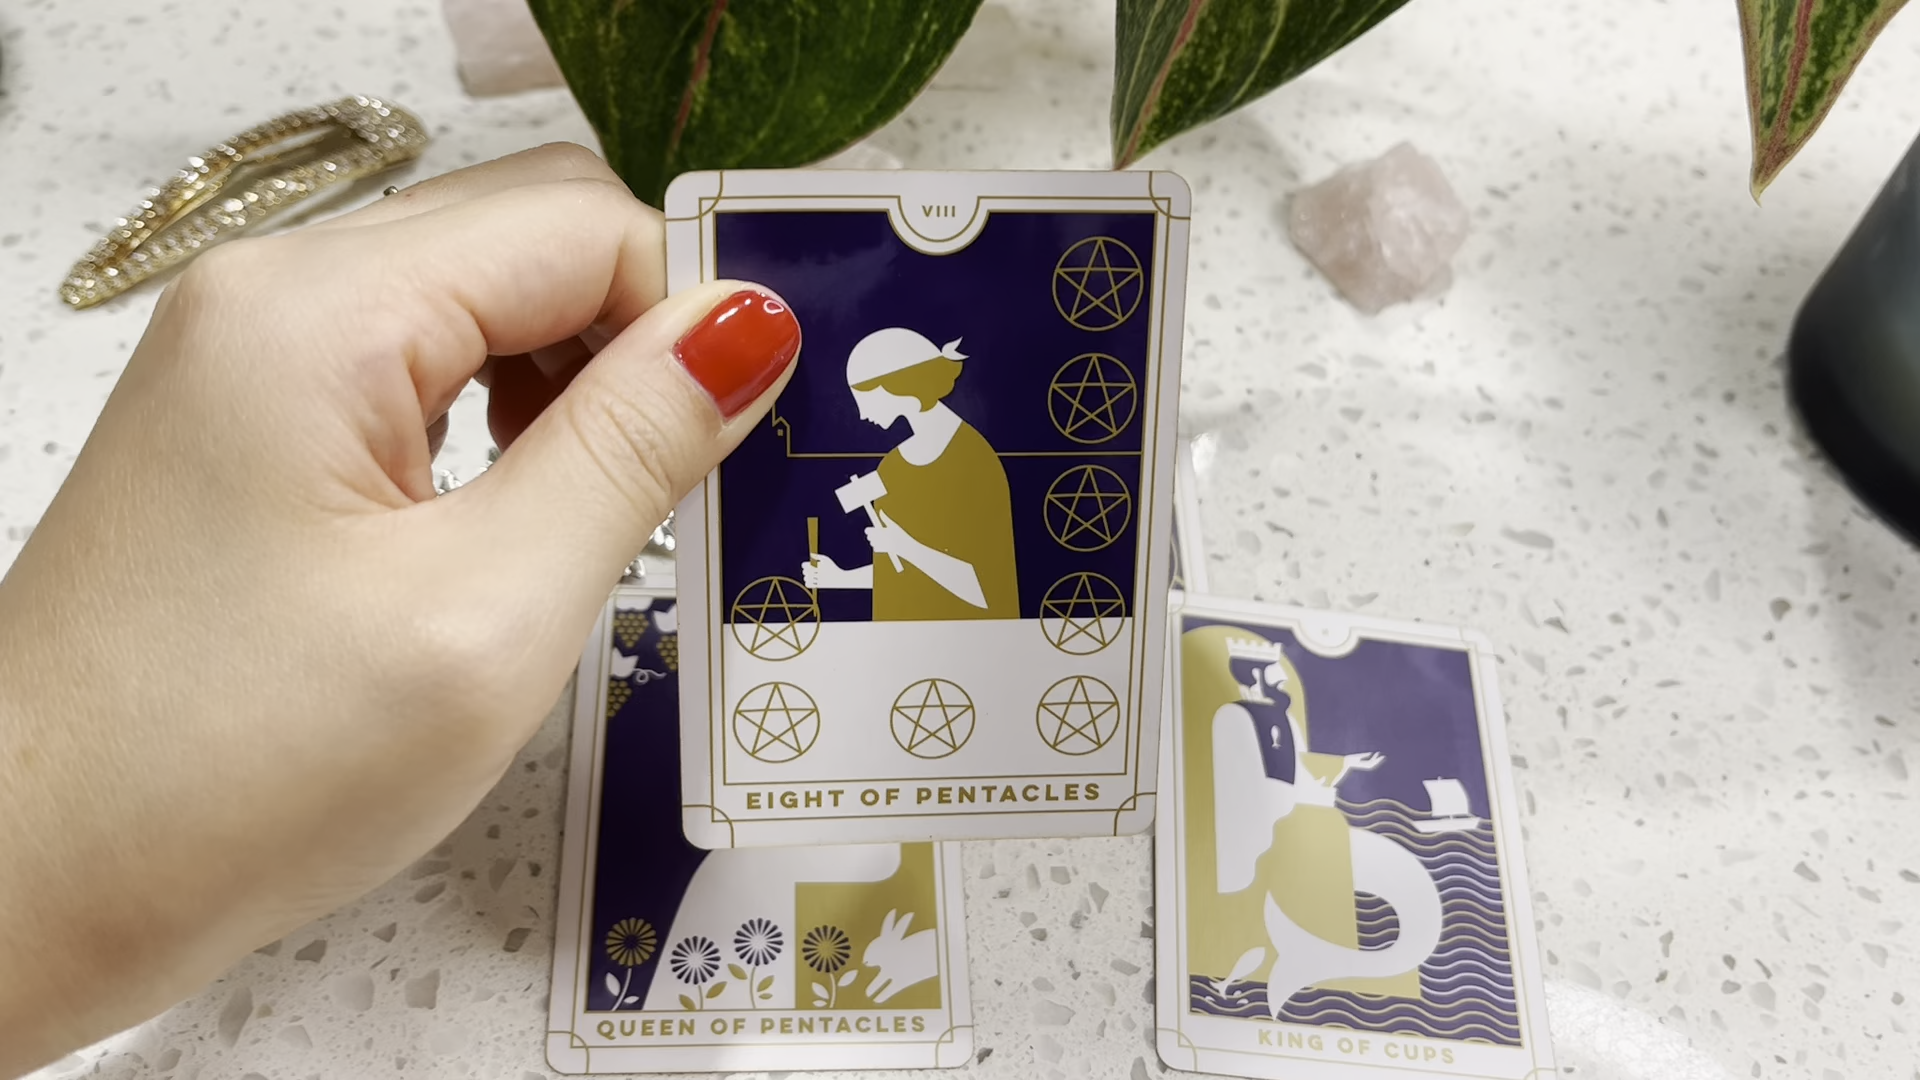 VIII
EIGHT OF PENTACLES
QUEEN OF PENTACLES
KING OF CUPS